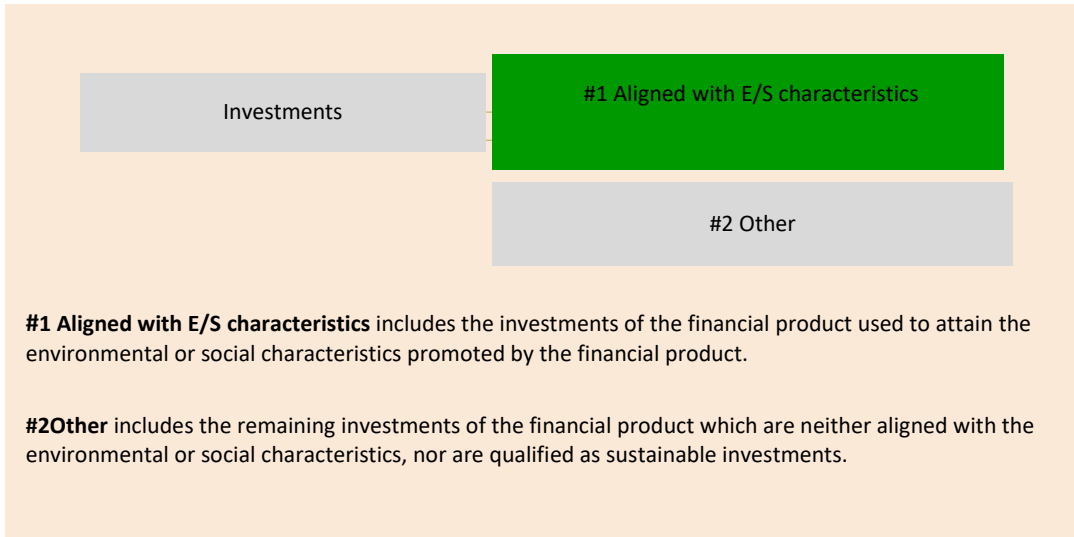 Investments
#1 Aligned with E/S characteristics
#2 Other
#1 Aligned with E/S characteristics includes the investments of the financial product used to attain the
environmental or social characteristics promoted by the financial product.
#2Other includes the remaining investments of the financial product which are neither aligned with the
environmental or social characteristics, nor are qualified as sustainable investments.